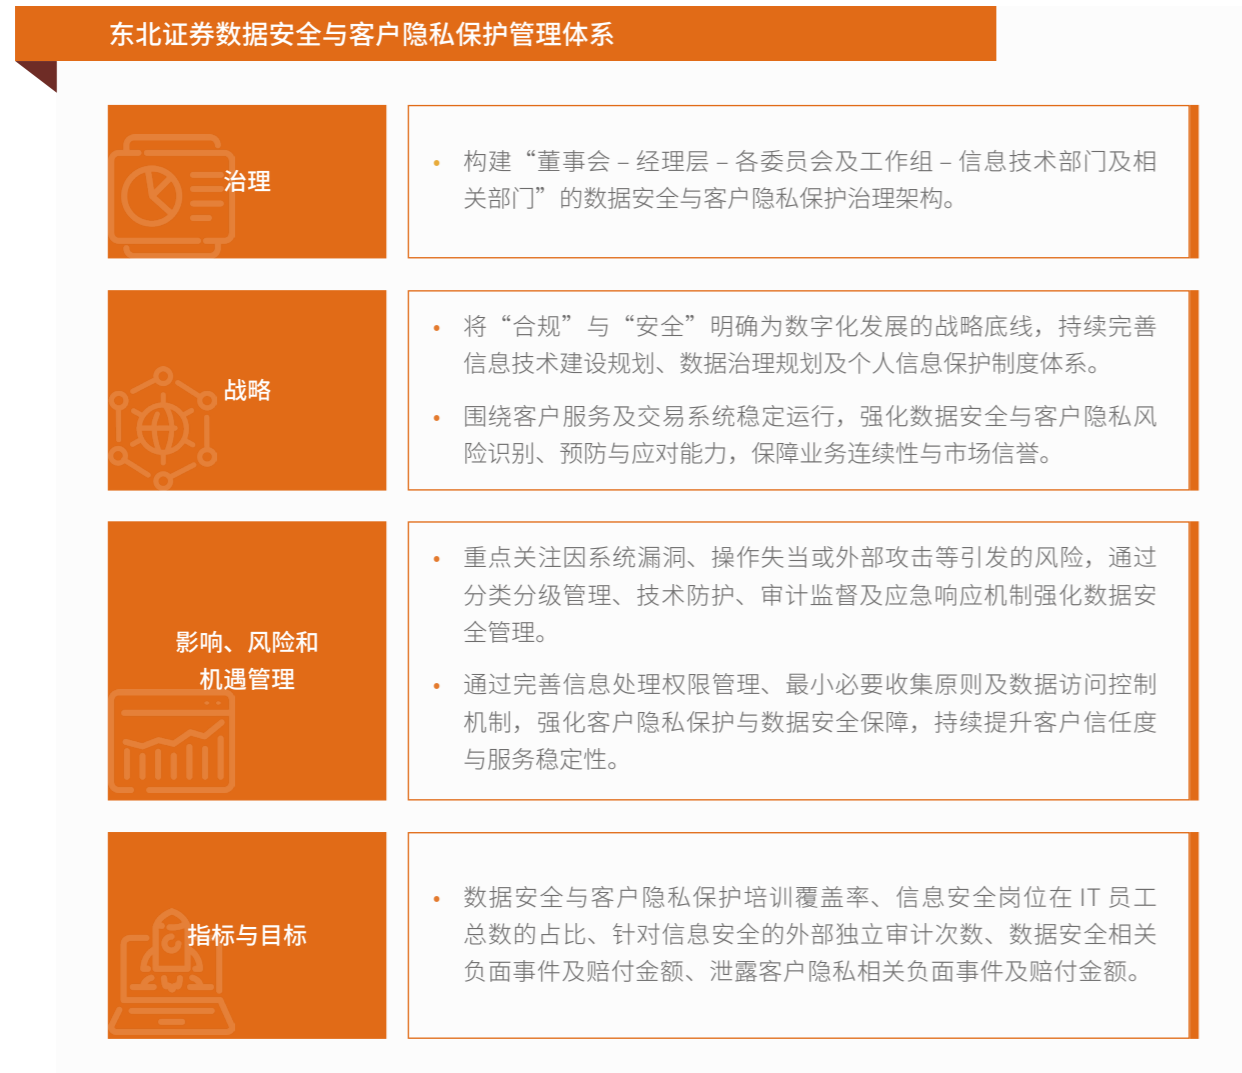 东北证券数据安全与客户隐私保护管理体系
治理
• 构建“董事会 – 经理层 – 各委员会及工作组 – 信息技术部门及相
关部门”的数据安全与客户隐私保护治理架构。
战略
• 将“合规”与“安全”明确为数字化发展的战略底线，持续完善
信息技术建设规划、数据治理规划及个人信息保护制度体系。
• 围绕客户服务及交易系统稳定运行，强化数据安全与客户隐私风
险识别、预防与应对能力，保障业务连续性与市场信誉。
影响、风险和
机遇管理
• 重点关注因系统漏洞、操作失当或外部攻击等引发的风险，通过
分类分级管理、技术防护、审计监督及应急响应机制强化数据安
全管理。
• 通过完善信息处理权限管理、最小必要收集原则及数据访问控制
机制，强化客户隐私保护与数据安全保障，持续提升客户信任度
与服务稳定性。
指标与目标
• 数据安全与客户隐私保护培训覆盖率、信息安全岗位在 IT 员工
总数的占比、针对信息安全的外部独立审计次数、数据安全相关
负面事件及赔付金额、泄露客户隐私相关负面事件及赔付金额。